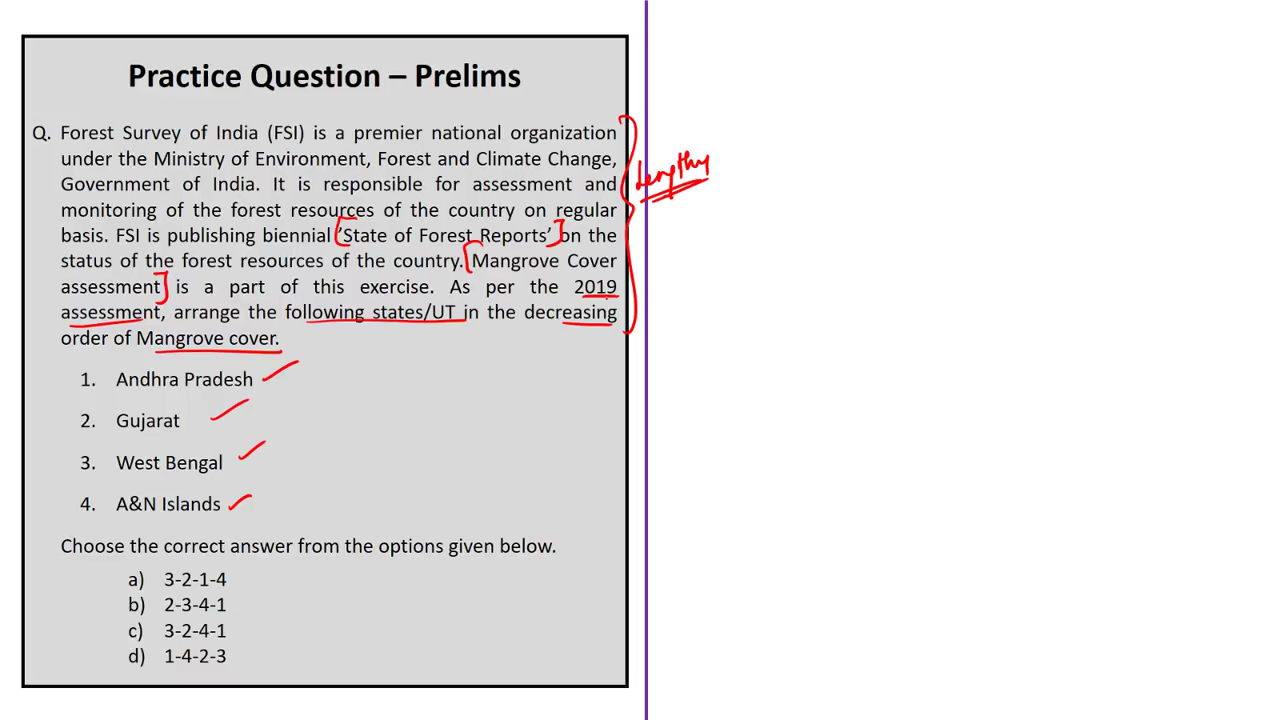 Practice Question – Prelims
Q. Forest Survey of India (FSI) is a premier national organization
under the Ministry of Environment, Forest and Climate Change,
Government of India. It is responsible for assessment and
monitoring of the forest resources of the country on regular
basis. FSI is publishing biennial ‘State of Forest Reports’ on the
status of the forest resources of the country. Mangrove Cover
assessment is a part of this exercise. As per the 2019
assessment, arrange the following states/UT in the decreasing
order of Mangrove cover.
Lengthy
1. Andhra Pradesh
2. Gujarat
3. West Bengal
4. A&N Islands
Choose the correct answer from the options given below.
a) 3-2-1-4
b) 2-3-4-1
c) 3-2-4-1
d) 1-4-2-3